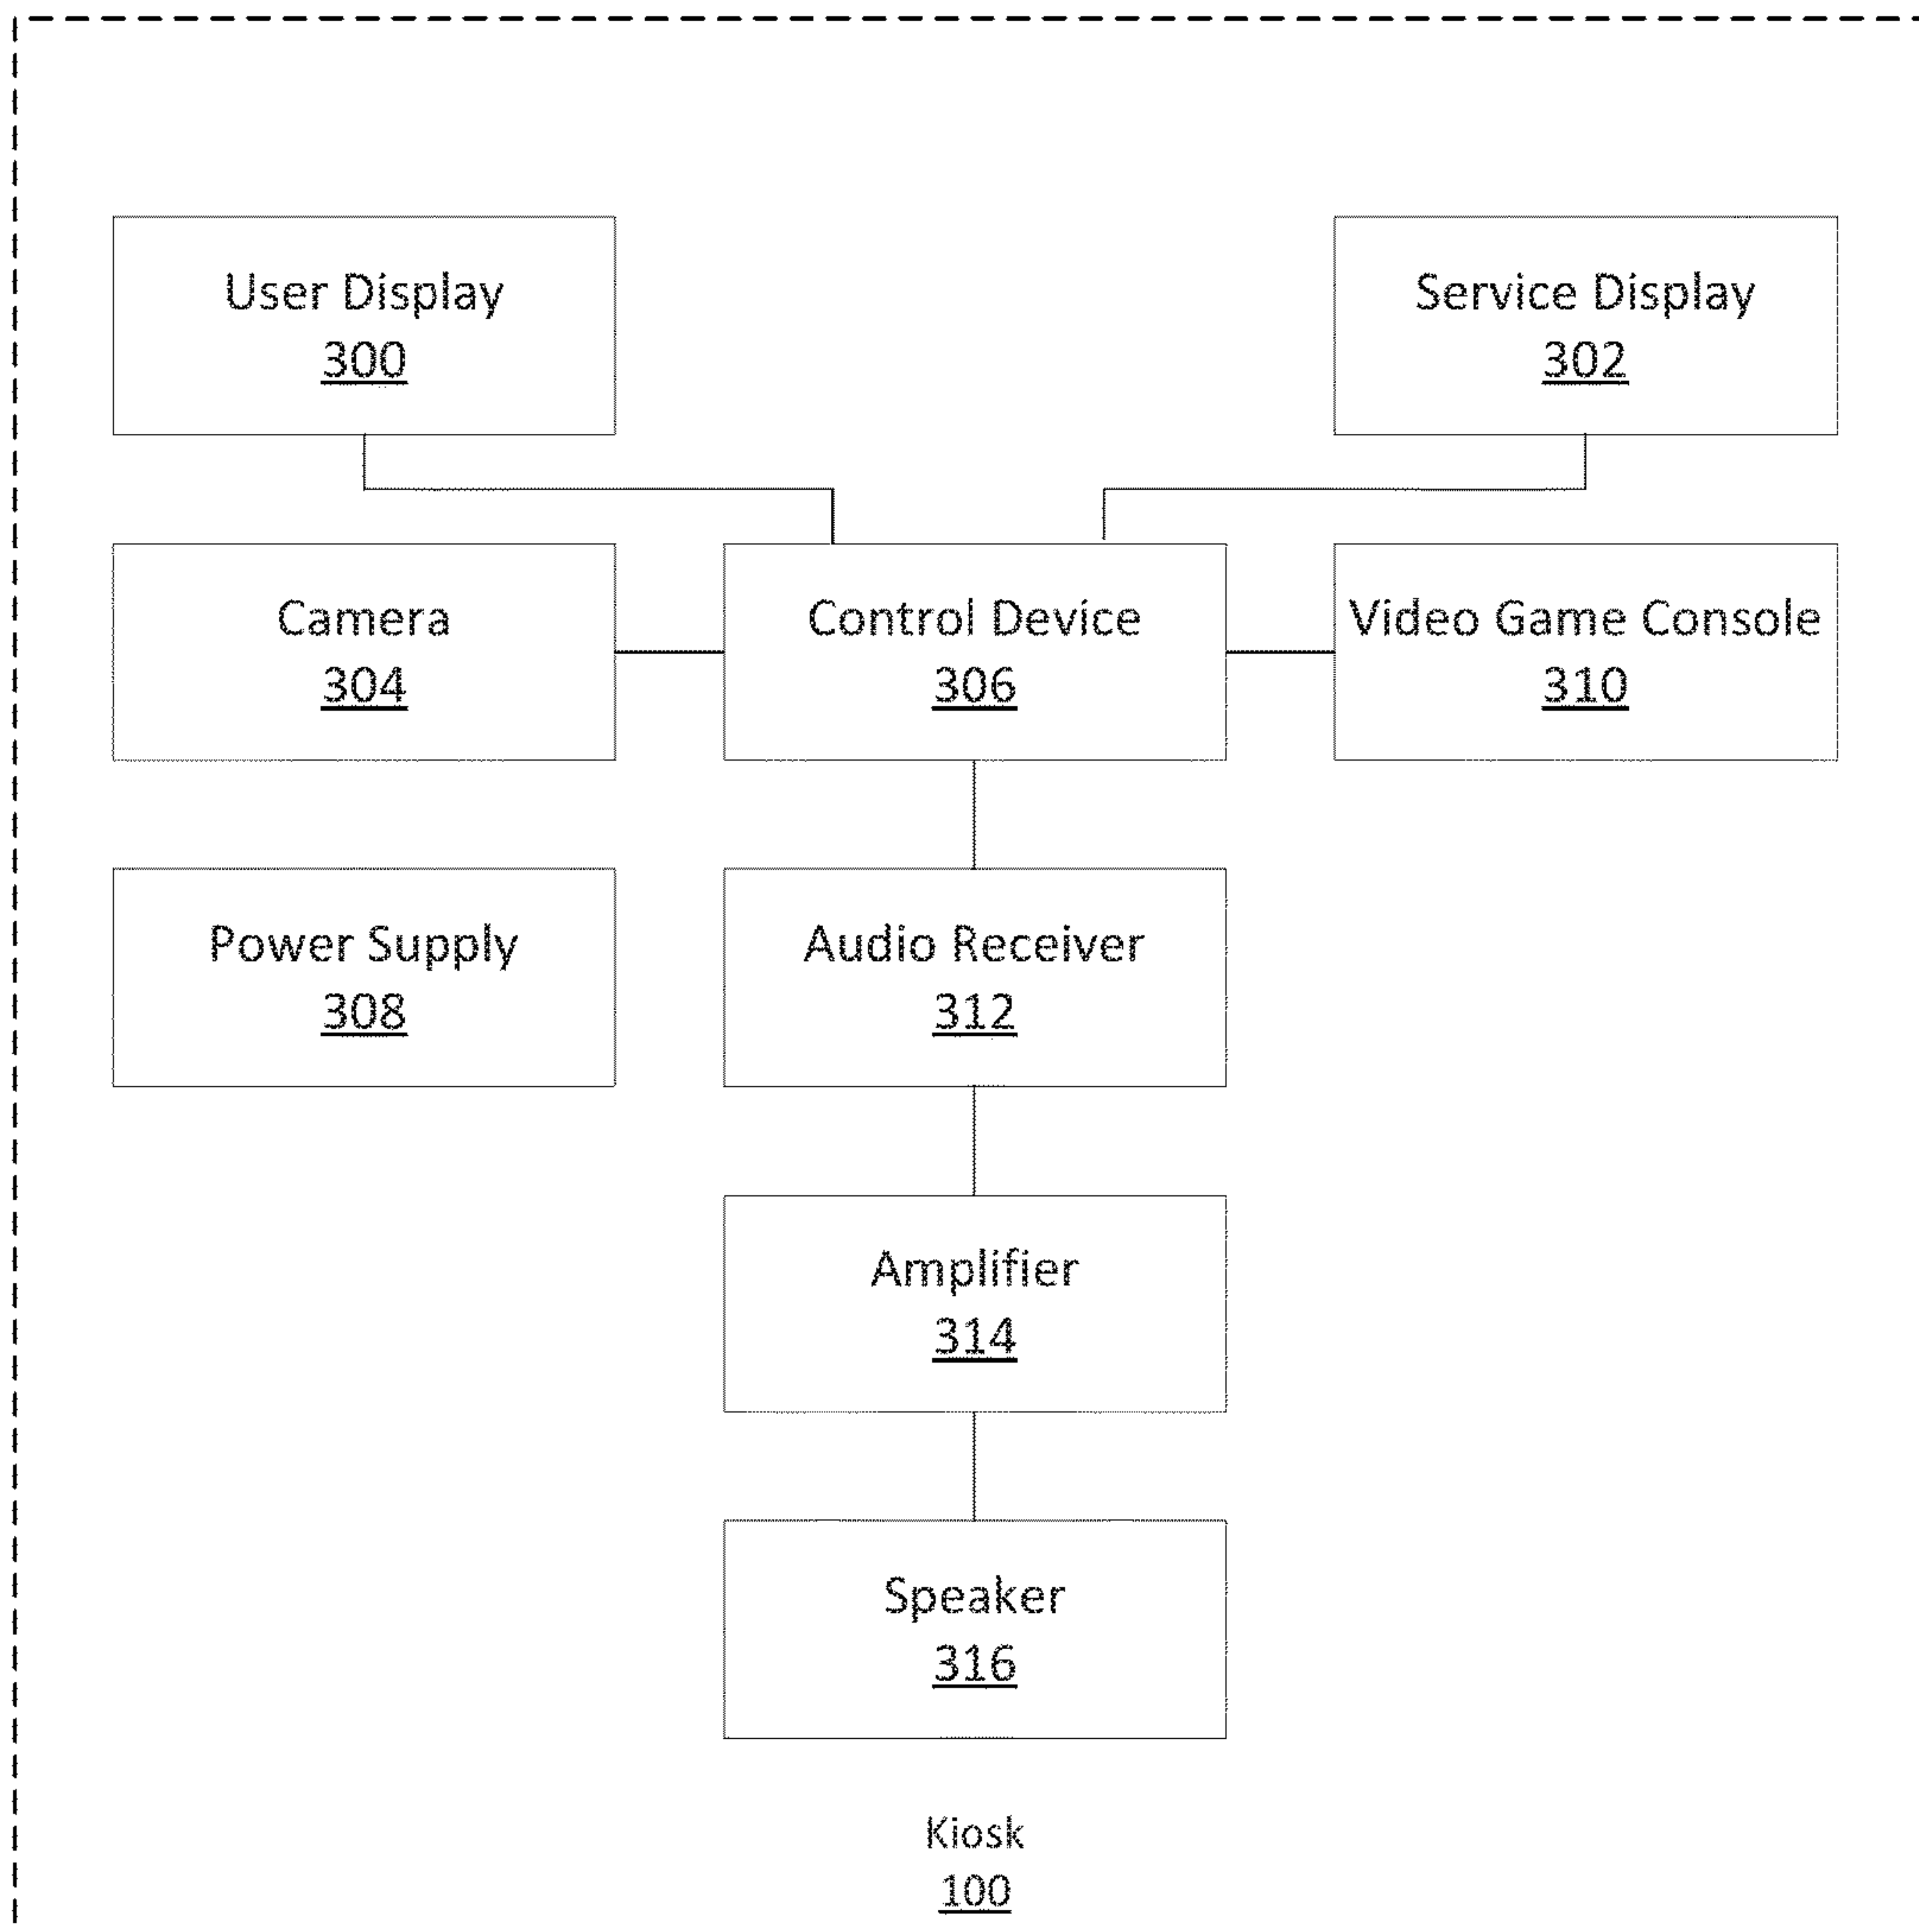 User Display
300
Service Display
302
Camera
304
Control Device
306
Video Game Console
310
Power Supply
308
Audio Receiver
312
Amplifier
314
Speaker
316
Kiosk
100